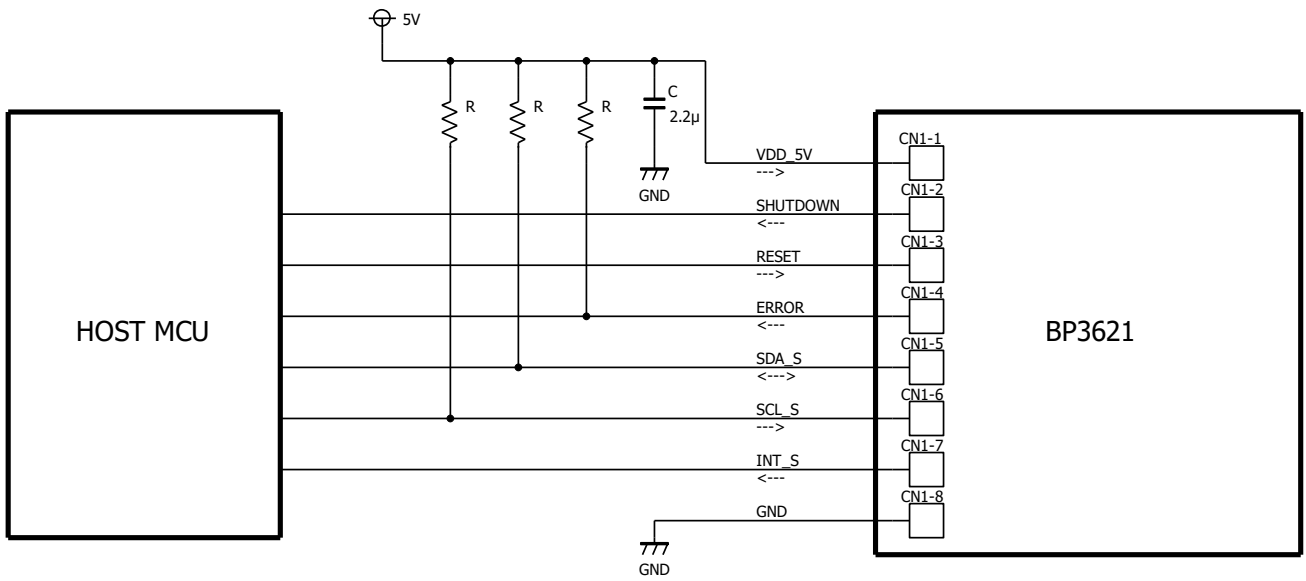 5V
R
R
R
C
2.2µ
GND
HOST MCU
BP3621
VDD_5V
--->
CN1-1
SHUTDOWN
<---
CN1-2
RESET
--->
CN1-3
ERROR
<---
CN1-4
SDA_S
<--->
CN1-5
SCL_S
--->
CN1-6
INT_S
<---
CN1-7
GND
CN1-8
GND